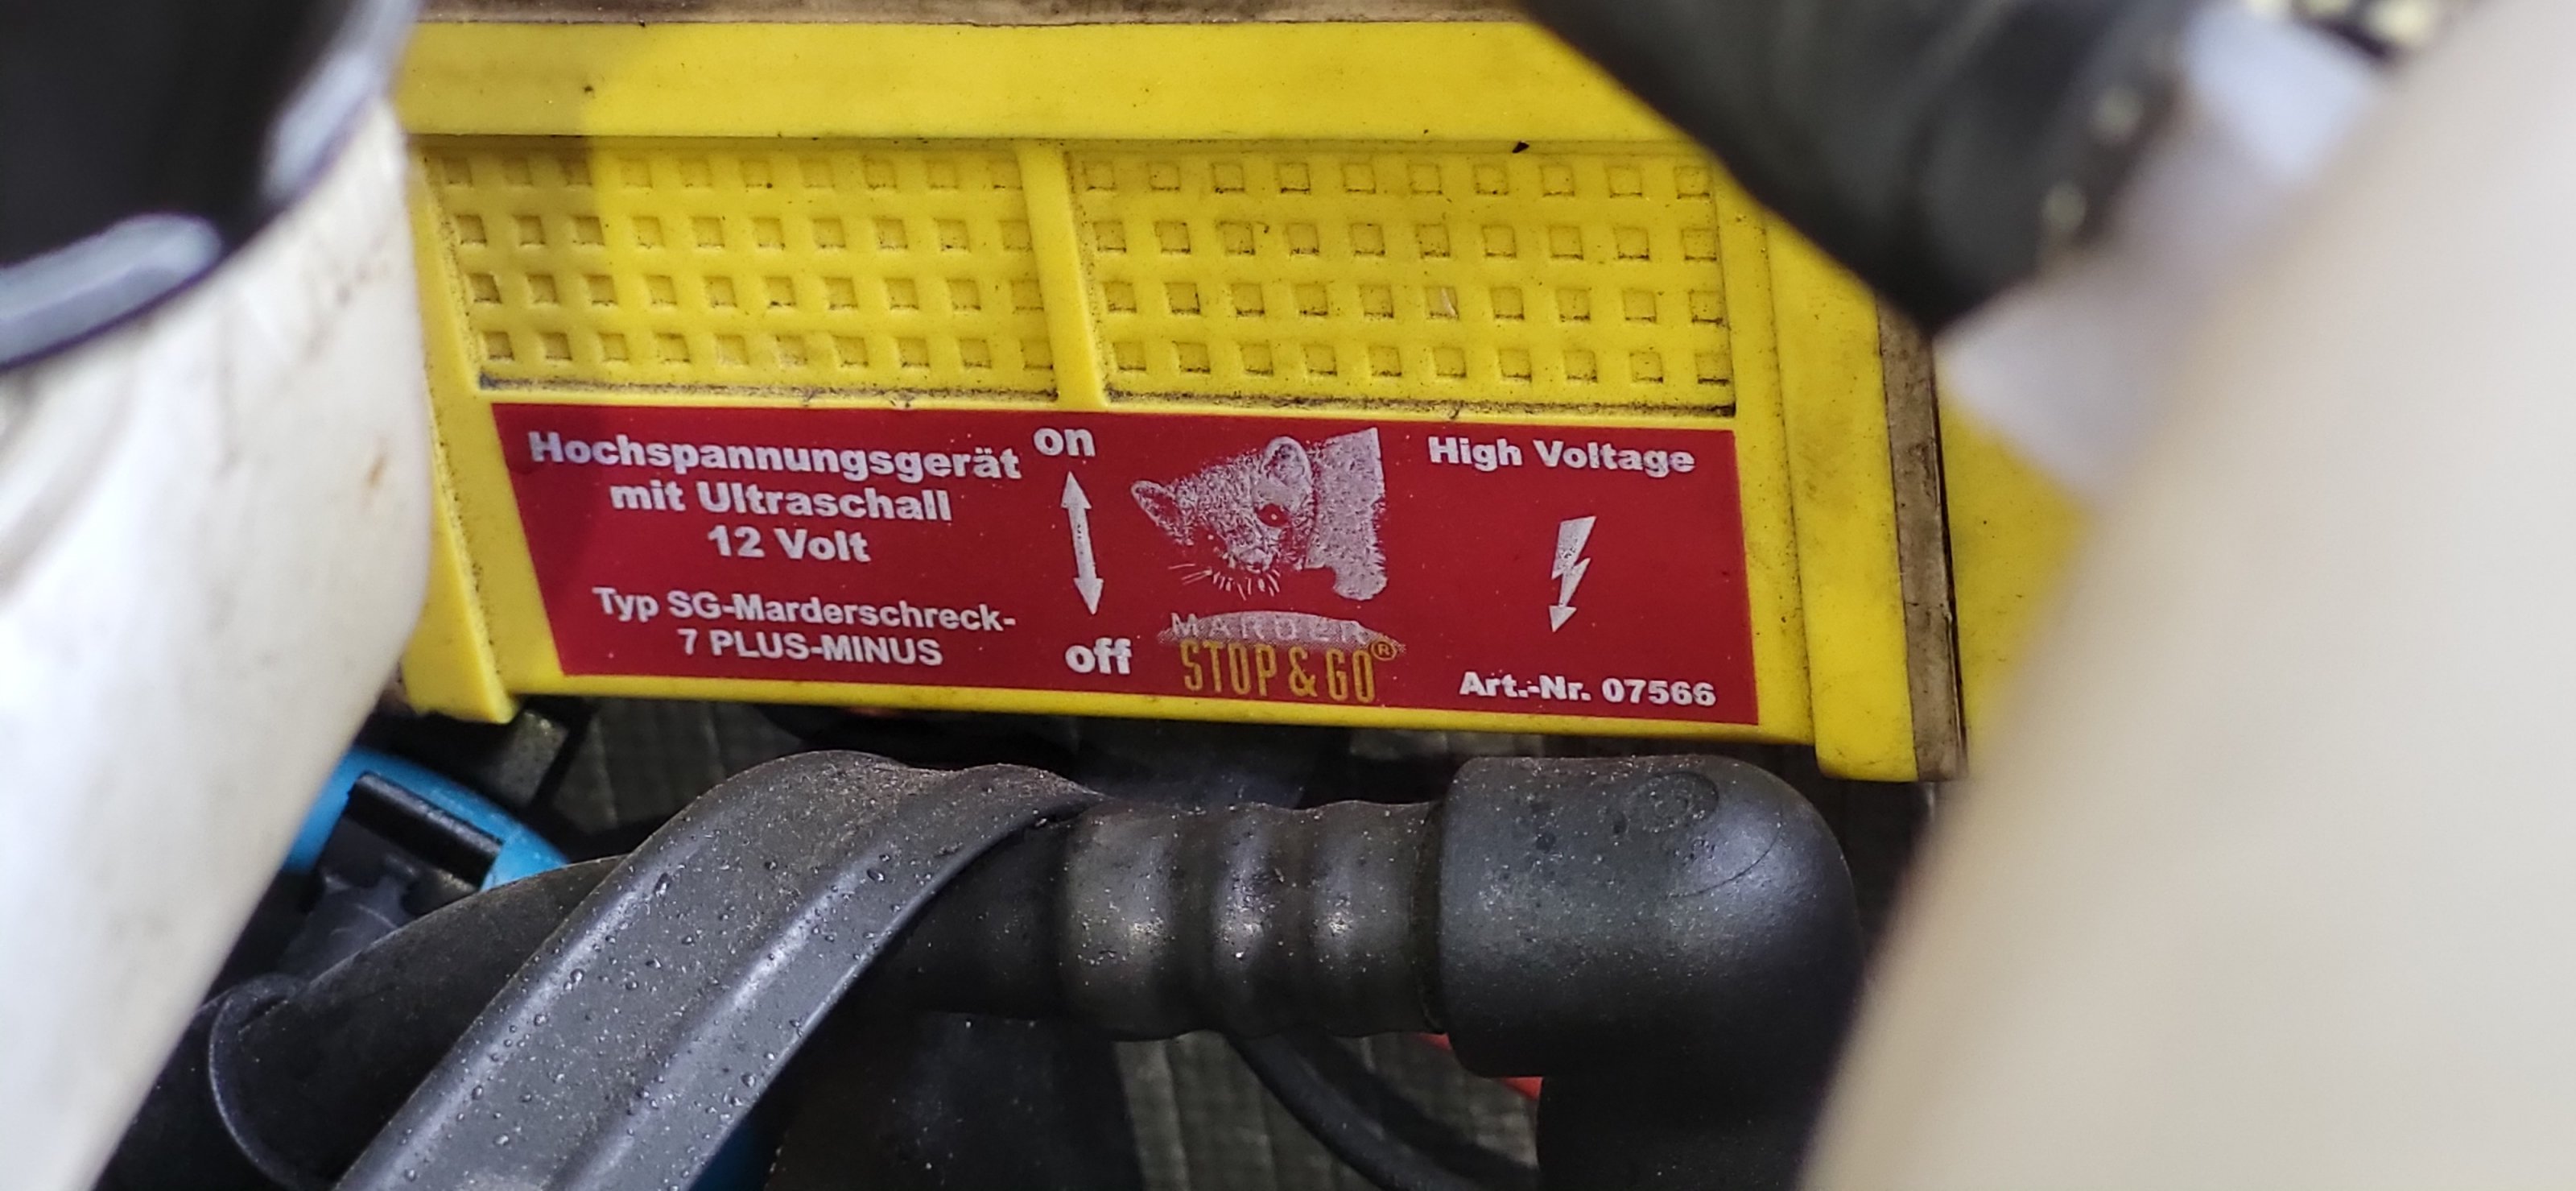 Hochspannungsgerät
mit Ultraschall
12 Volt
Typ SG-Marderschreck-
7 PLUS-MINUS
on
off
MARDER
STOP & GO®
High Voltage
Art.-Nr. 07566